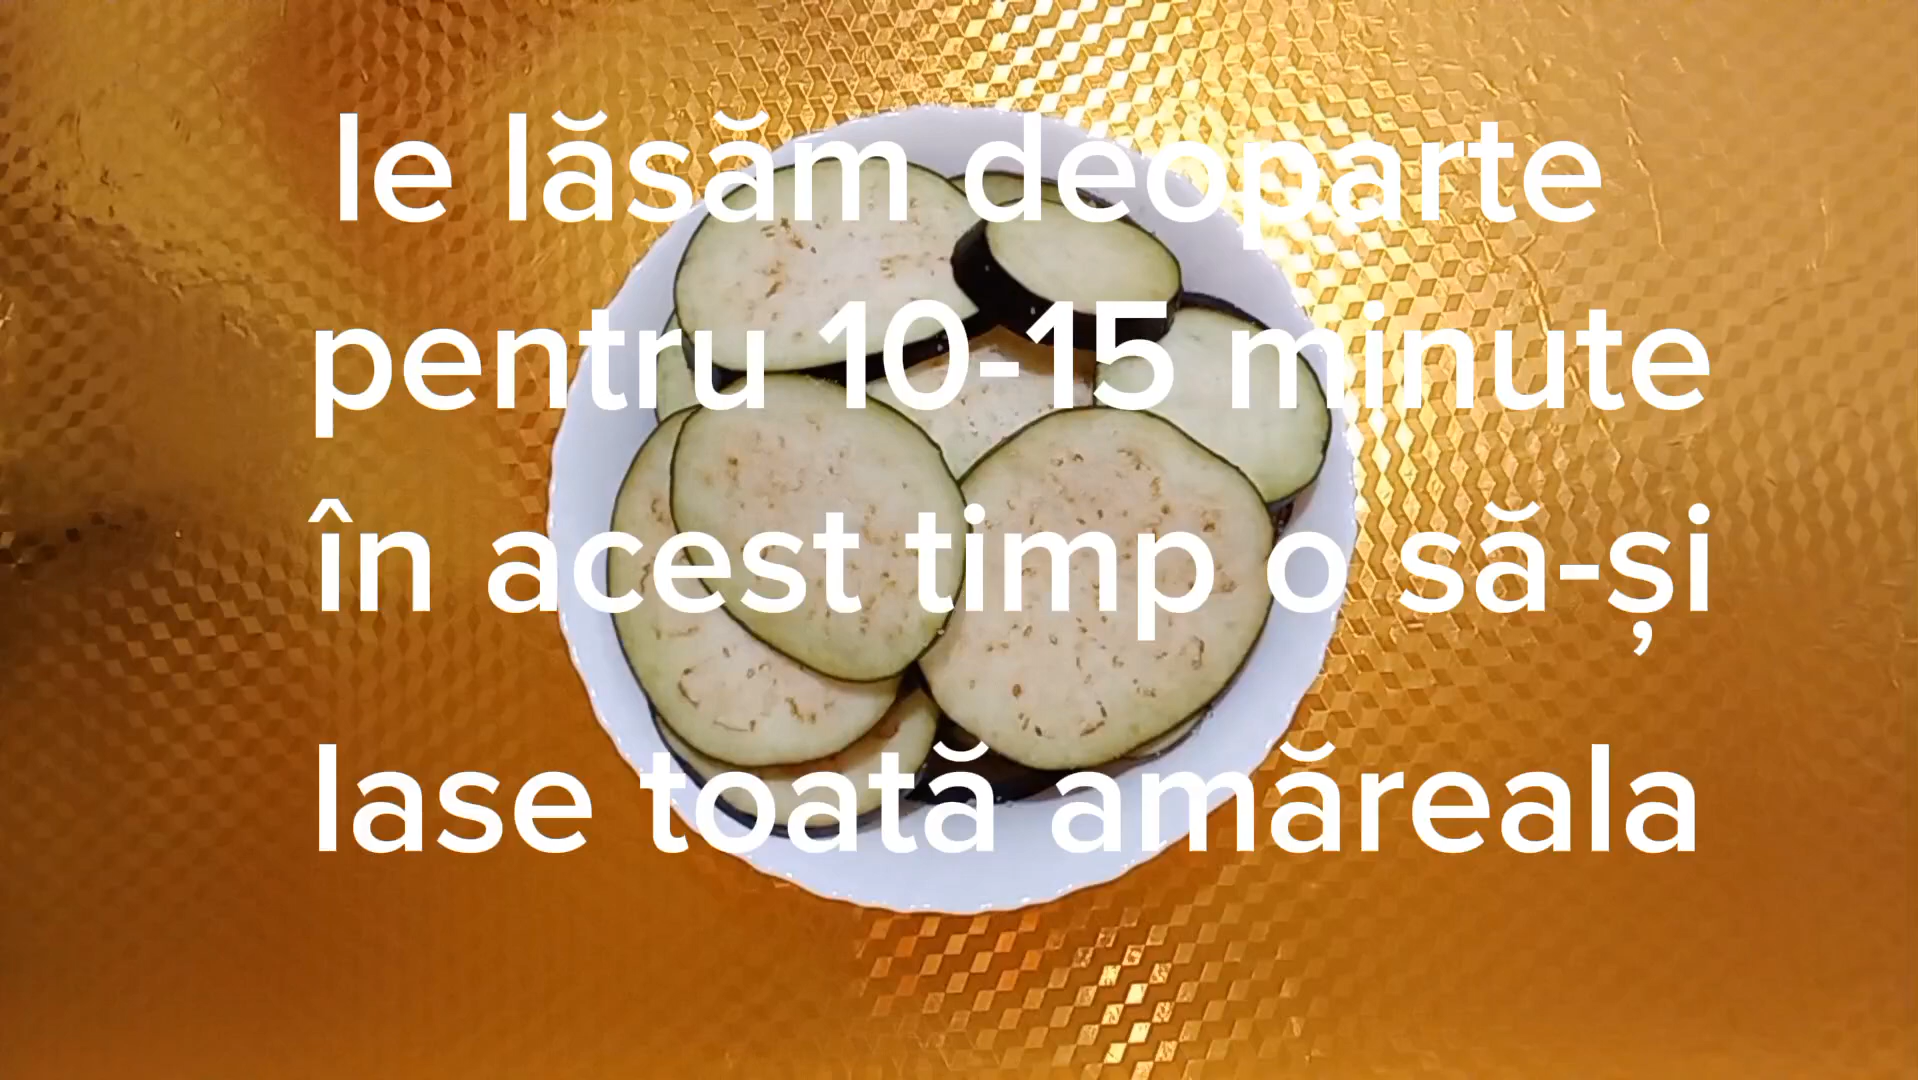 le lăsăm deoparte
pentru 10-15 minute
în acest timp o să-și
lase toată amăreala